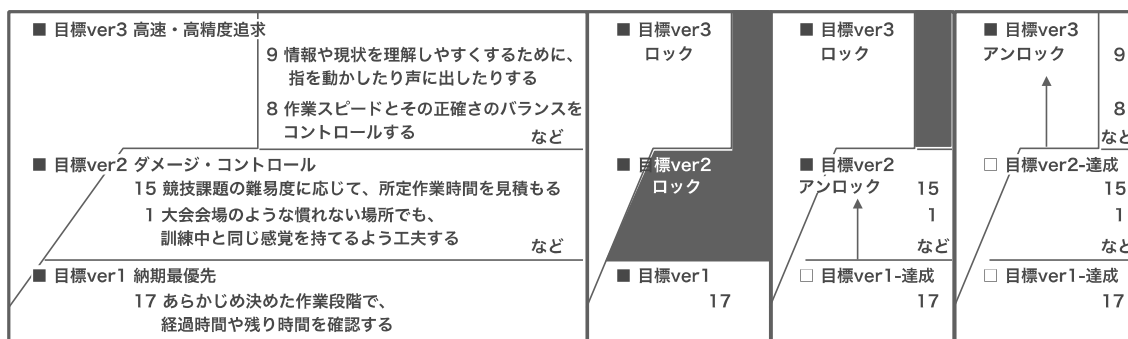 ■ 目標ver3 高速・高精度追求
9 情報や現状を理解しやすくするために、
指を動かしたり声に出したりする
8 作業スピードとその正確さのバランスを
コントロールする
など
■ 目標ver2 ダメージ・コントロール
15 競技課題の難易度に応じて、所定作業時間を見積もる
1 大会会場のような慣れない場所でも、
訓練中と同じ感覚を持てるよう工夫する
など
■ 目標ver1 納期最優先
17 あらかじめ決めた作業段階で、
経過時間や残り時間を確認する
■ 目標ver3
ロック
■ 目標ver2
ロック
■ 目標ver1
17
■ 目標ver3
ロック
■ 目標ver2
アンロック
15
1
など
□ 目標ver1-達成
17
■ 目標ver3
アンロック
9
8
など
□ 目標ver2-達成
15
1
など
□ 目標ver1-達成
17